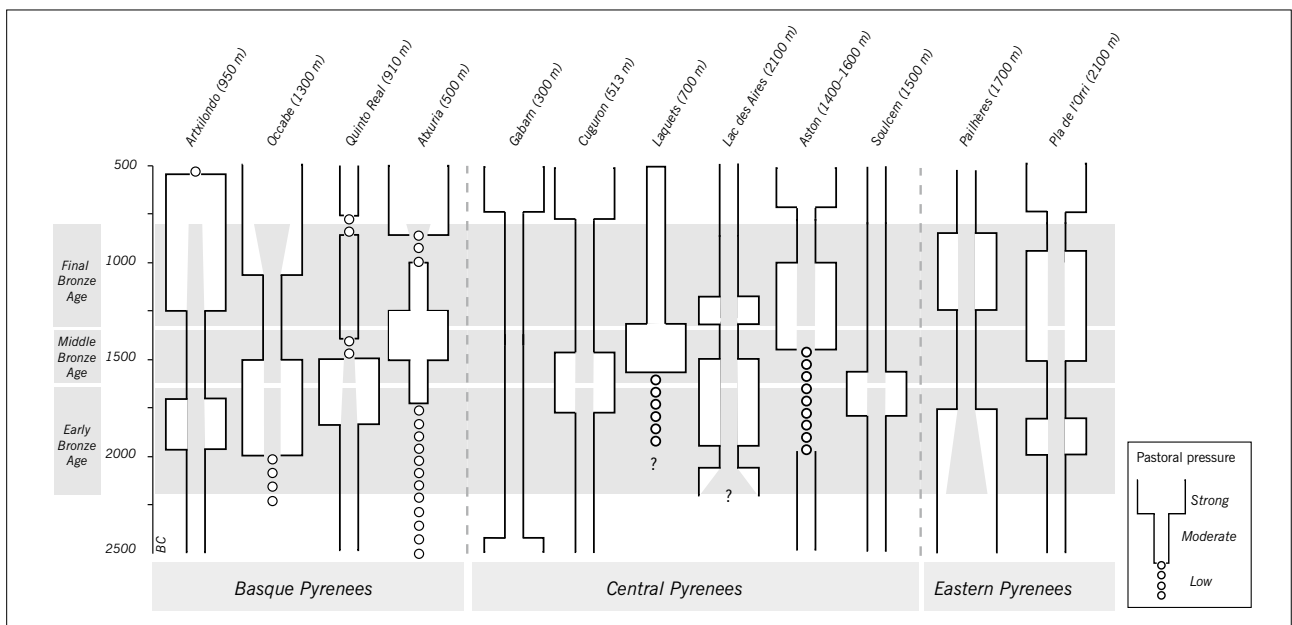 Artxilondo (950 m)
Occabe (1300 m)
Quinto Real (910 m)
Atxuria (500 m)
Gabarn (300 m)
Cuguron (513 m)
Laquets (700 m)
Lac des Aires (2100 m)
Aston (1400–1600 m)
Soulcem (1500 m)
Pailhères (1700 m)
Pla de l'Orri (2100 m)
500
1000
1500
2000
2500
BC
Final
Bronze
Age
Middle
Bronze
Age
Early
Bronze
Age
?
?
Pastoral pressure
Strong
Moderate
Low
Basque Pyrenees
Central Pyrenees
Eastern Pyrenees